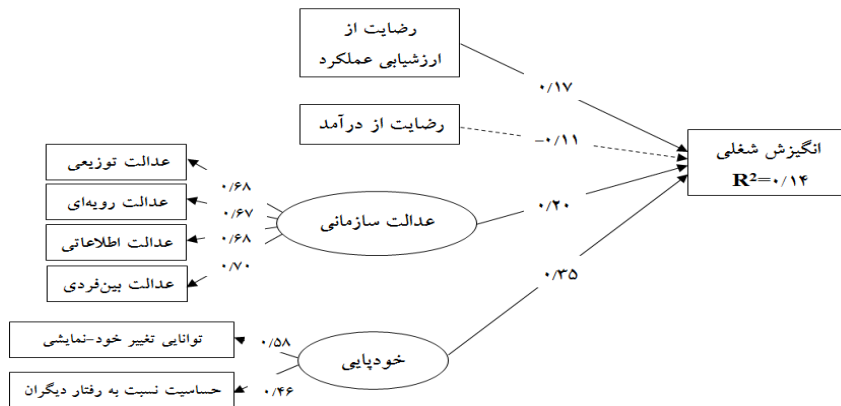 رضایت از
ارزشیابی عملکرد
۰/۱۷
رضایت از درآمد
−۰/۱۱
انگیزش شغلی
R²=۰/۱۴
عدالت توزیعی
۰/۶۸
عدالت رویه‌ای
۰/۶۷
عدالت سازمانی
۰/۲۰
عدالت اطلاعاتی
۰/۶۸
عدالت بین‌فردی
۰/۷۰
۰/۳۵
توانایی تغییر خود-نمایشی
۰/۵۸
خودپایی
حساسیت نسبت به رفتار دیگران
۰/۴۶